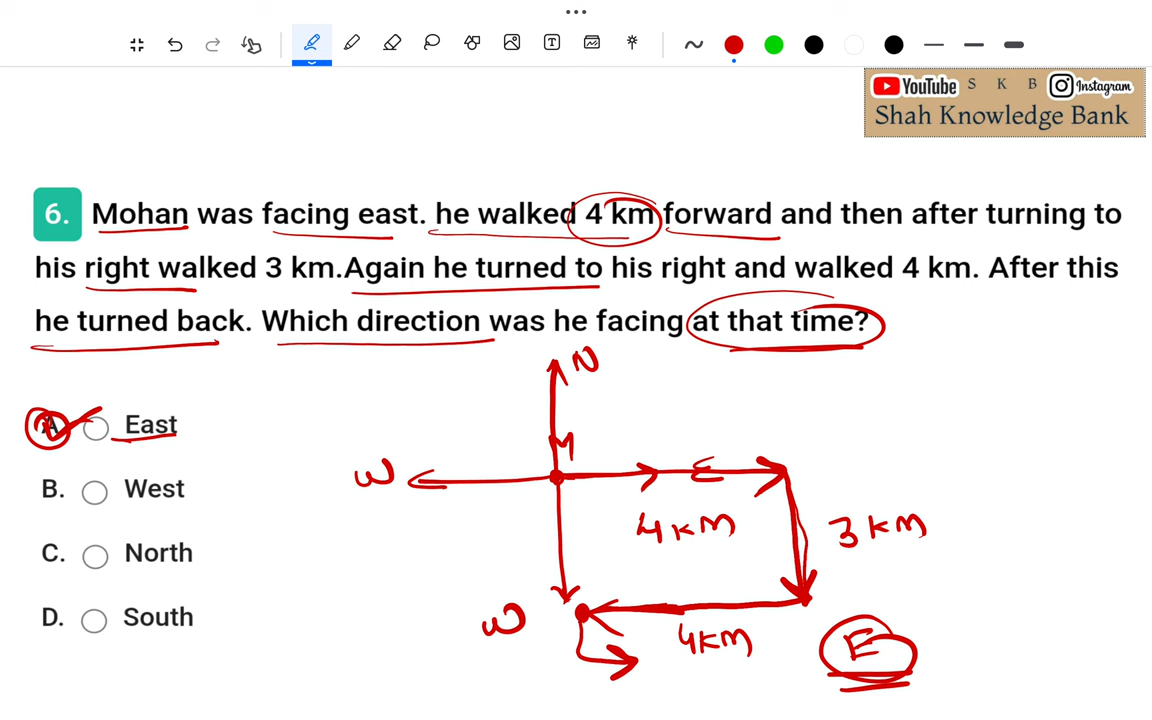 YouTube S K B Instagram
Shah Knowledge Bank
6. Mohan was facing east. he walked 4 km forward and then after turning to
his right walked 3 km.Again he turned to his right and walked 4 km. After this
he turned back. Which direction was he facing at that time?
N
A East
M
W E
B. West
4 KM
3 KM
C. North
D. South
W
4KM
E